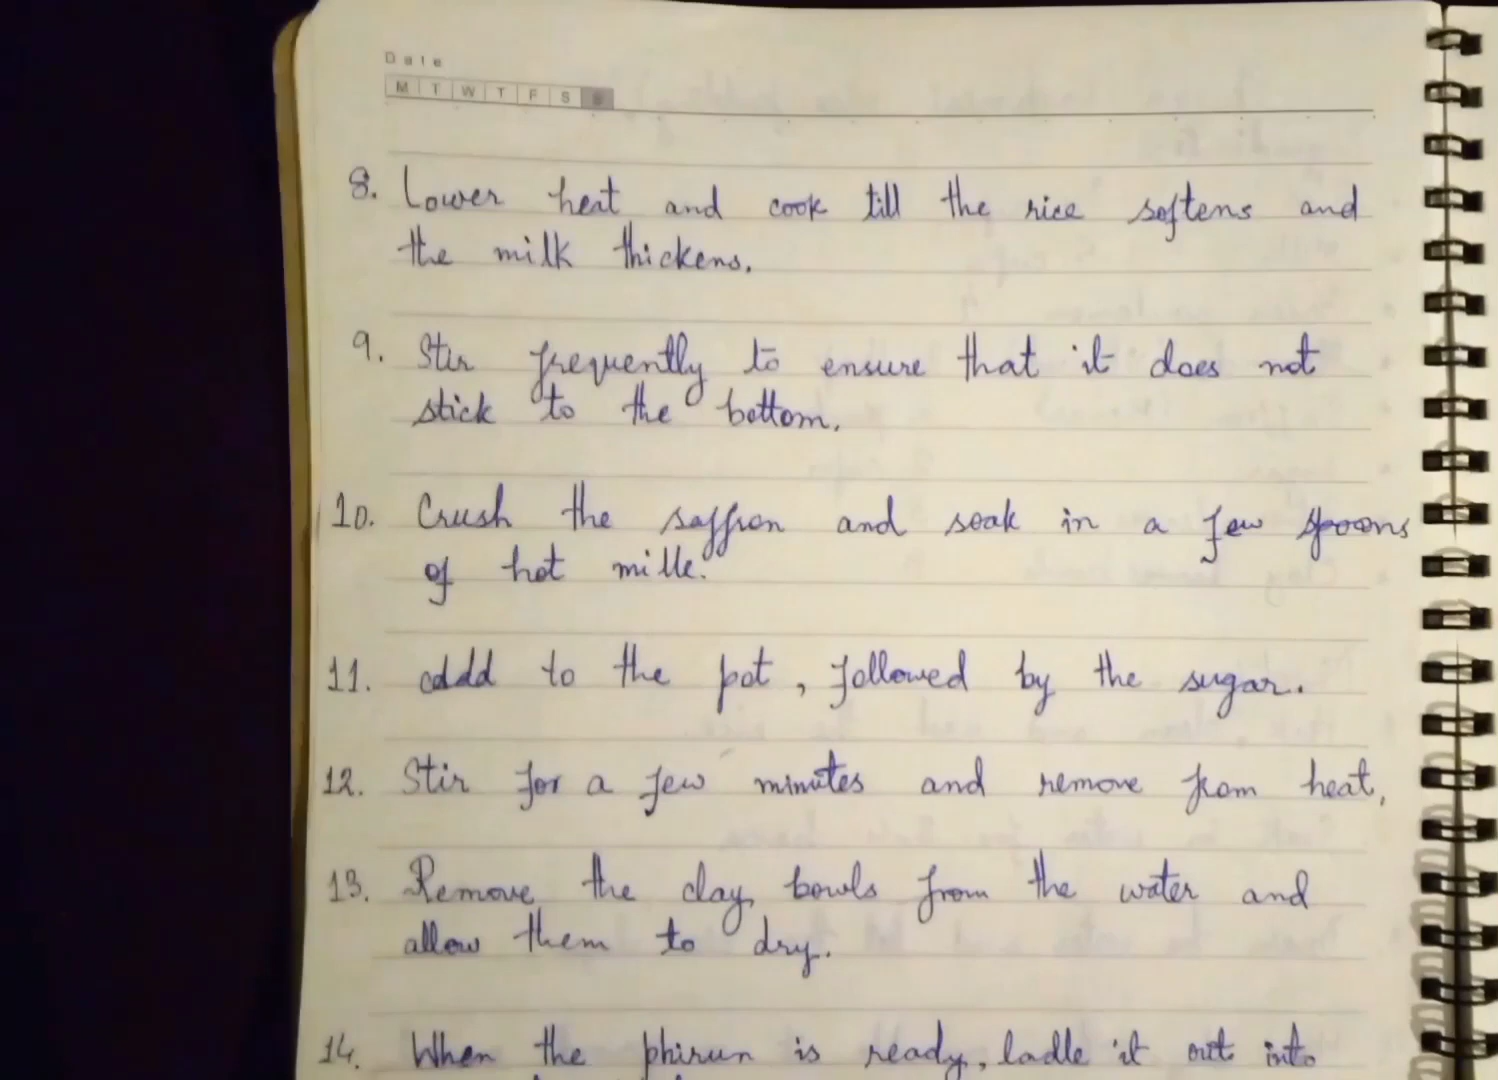 Date
M T W T F S S
8. Lower heat and cook till the rice softens and
the milk thickens.
9. Stir frequently to ensure that it does not
stick to the bottom.
10. Crush the saffron and soak in a few spoons
of hot milk.
11. add to the pot, followed by the sugar.
12. Stir for a few minutes and remove from heat,
13. Remove the clay bowls from the water and
allow them to dry.
14. When the phirun is ready, ladle it out into